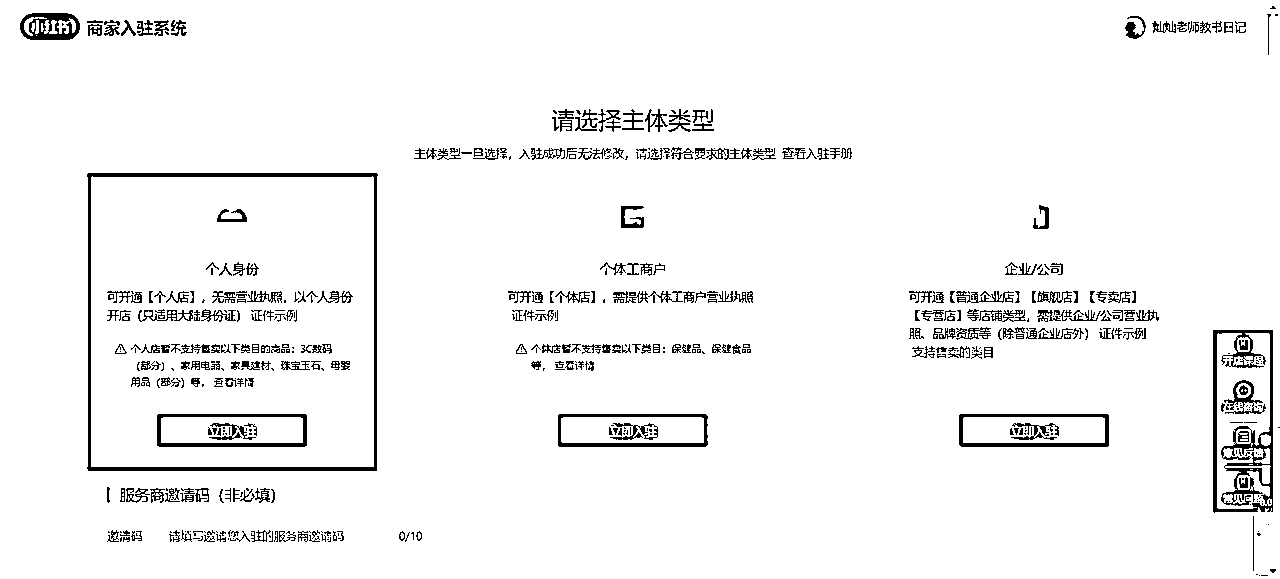 小红书 商家入驻系统
灿灿老师教书日记
请选择主体类型
主体类型一旦选择，入驻成功后无法修改，请选择符合要求的主体类型 查看入驻手册
个人身份
可开通【个人店】，无需营业执照，以个人身份
开店（只适用大陆身份证） 证件示例
个人店暂不支持售卖以下类目的商品：3C数码
（部分）、家用电器、家具建材、珠宝玉石、母婴
用品（部分）等， 查看详情
立即入驻
个体工商户
可开通【个体店】，需提供个体工商户营业执照
证件示例
个体店暂不支持售卖以下类目：保健品、保健食品
等， 查看详情
立即入驻
企业/公司
可开通【普通企业店】【旗舰店】【专卖店】
【专营店】等店铺类型，需提供企业/公司营业执
照、品牌资质等（除普通企业店外） 证件示例
支持售卖的类目
立即入驻
服务商邀请码（非必填）
邀请码 请填写邀请您入驻的服务商邀请码 0/10
在线咨询
常见问题